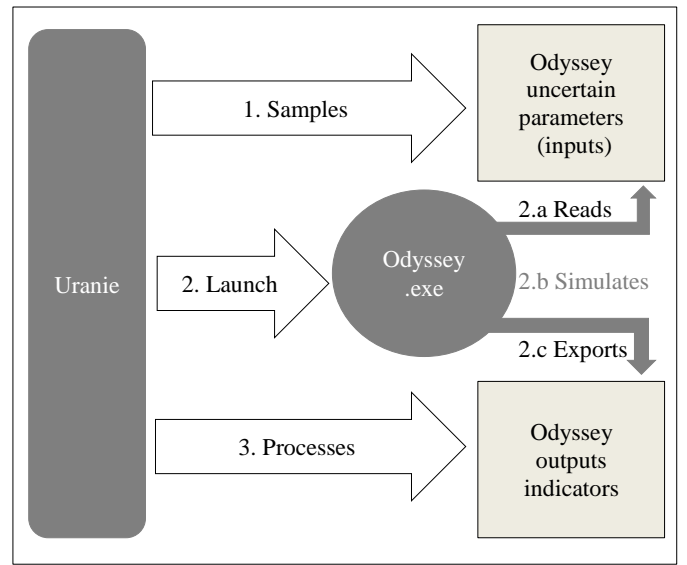 Uranie
1. Samples
Odyssey
uncertain
parameters
(inputs)
2. Launch
Odyssey
.exe
2.a Reads
2.b Simulates
2.c Exports
3. Processes
Odyssey
outputs
indicators